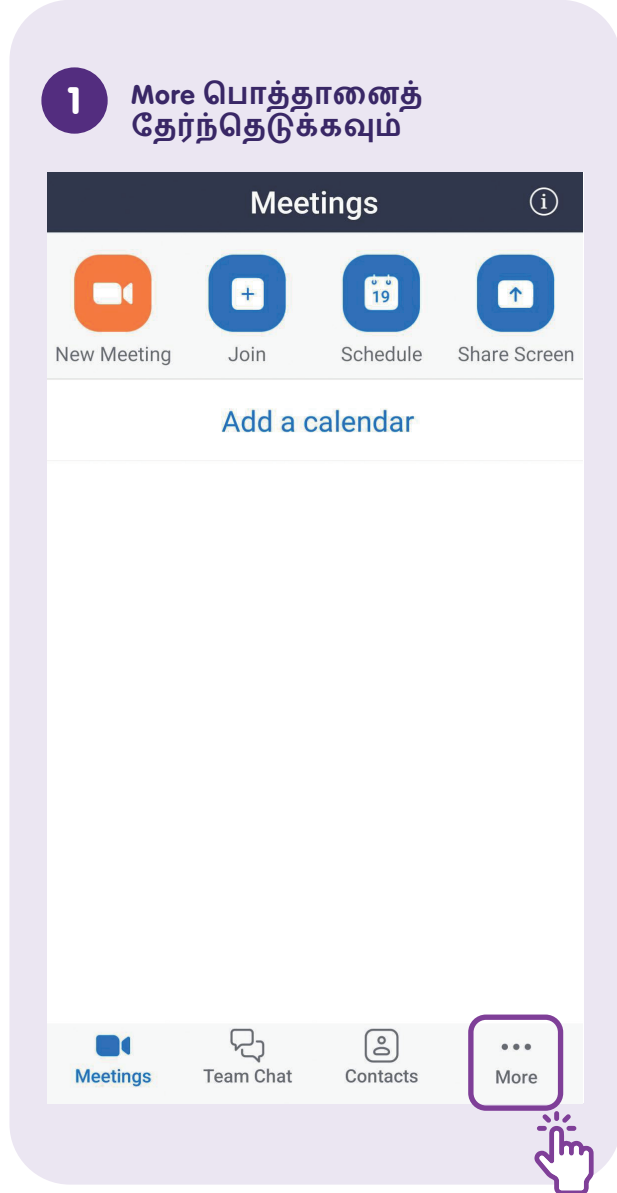 1
More பொத்தானைத்
தேர்ந்தெடுக்கவும்
Meetings
New Meeting Join Schedule Share Screen
19
Add a calendar
Meetings Team Chat Contacts More